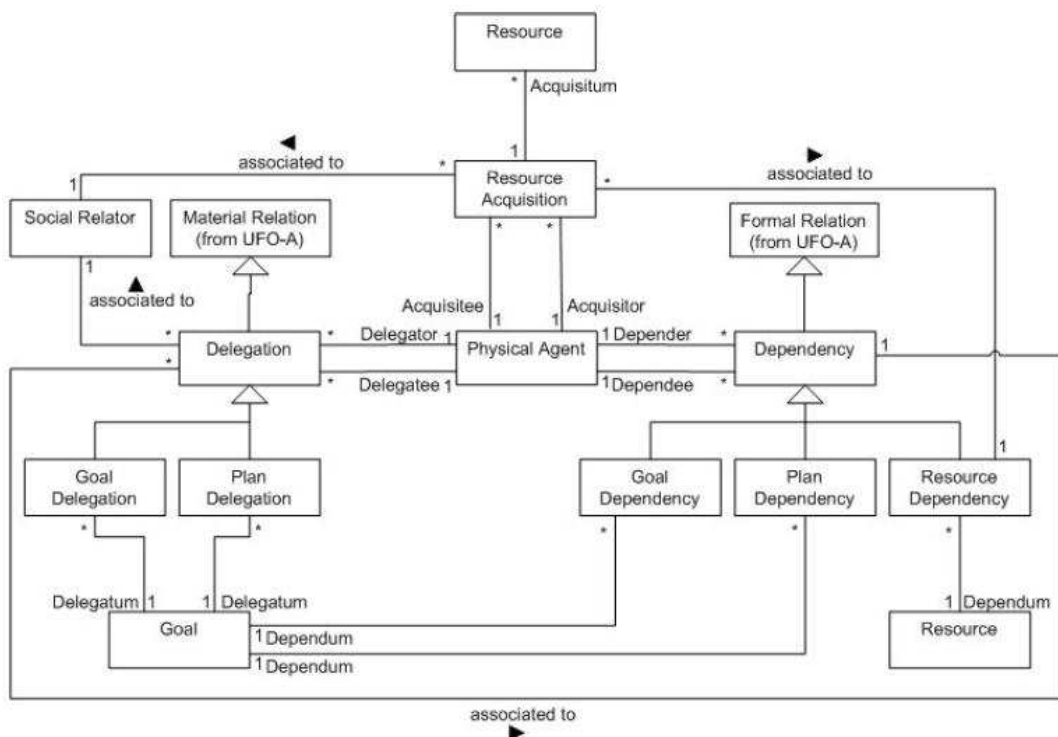 Resource
* Acquisitum
1
◄
associated to
*
►
associated to
*
1
Resource
Acquisition
Social Relator
Material Relation
(from UFO-A)
Formal Relation
(from UFO-A)
*
*
1
▲
associated to
Acquisitee
1
Acquisitor
1
*
Delegator
1
1
Depender
*
1
*
Delegation
Physical Agent
Dependency
*
Delegatee
1
1
Dependee
*
Goal
Delegation
Plan
Delegation
Goal
Dependency
Plan
Dependency
1
Resource
Dependency
*
*
*
*
*
Delegatum
1
1
Delegatum
1 Dependum
Goal
1 Dependum
Resource
1 Dependum
associated to
►